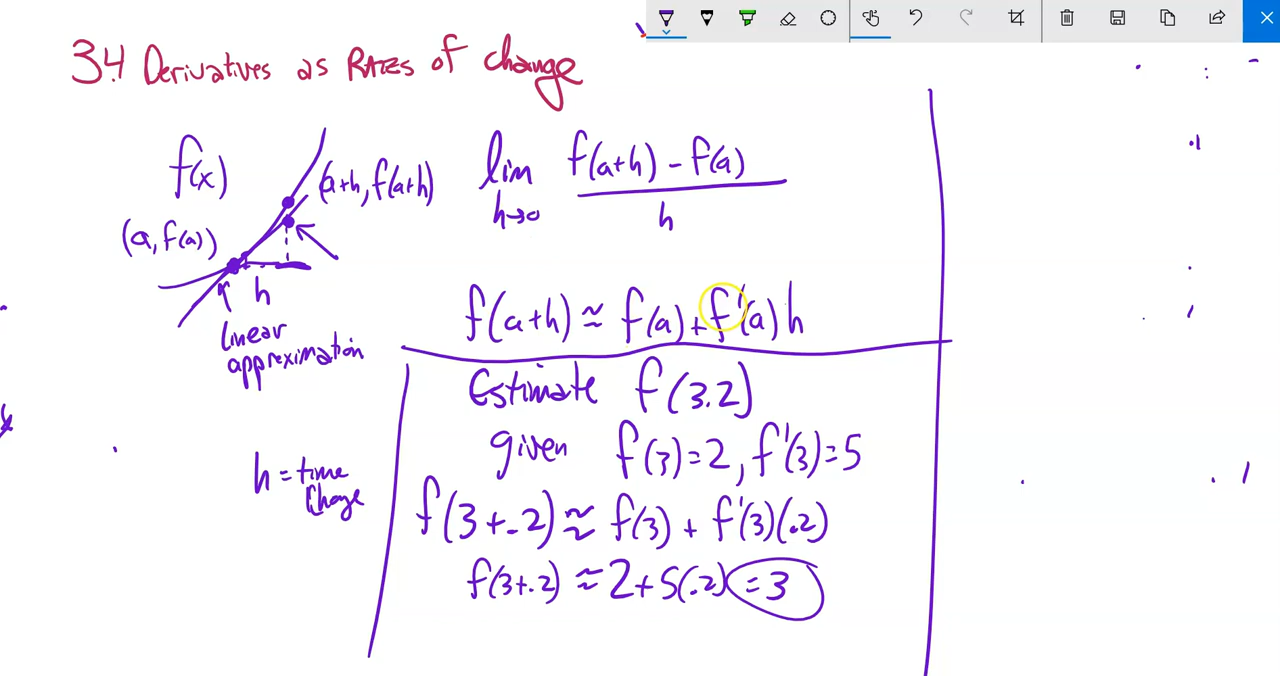 3.4 Derivatives as Rates of change
f(x)
(a+h, f(a+h))
(a, f(a))
h
linear
approximation
lim
h→0
f(a+h) - f(a)
h
f(a+h) ≈ f(a) + f'(a) h
Estimate f(3.2)
given f(3)=2, f'(3)=5
h = time
Change
f(3+.2) ≈ f(3) + f'(3)(.2)
f(3+.2) ≈ 2+5(.2) = 3